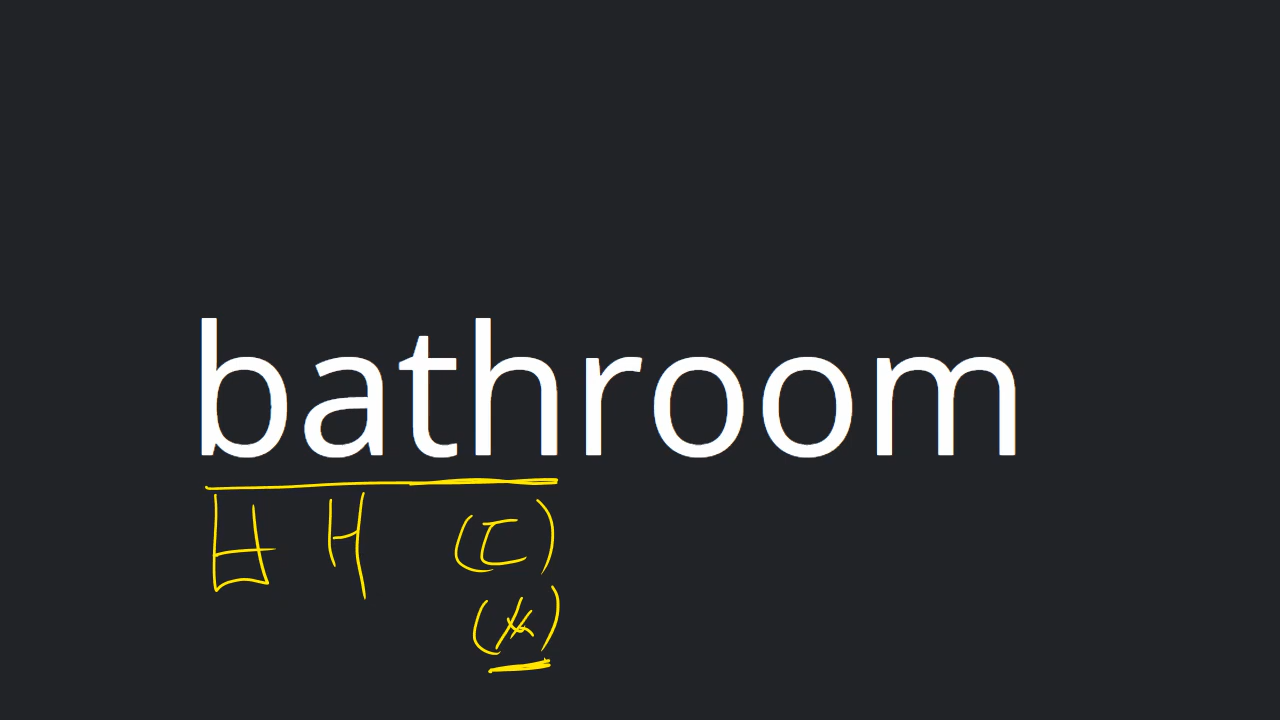 bathroom
ㅂ ㅐ (ㄷ)